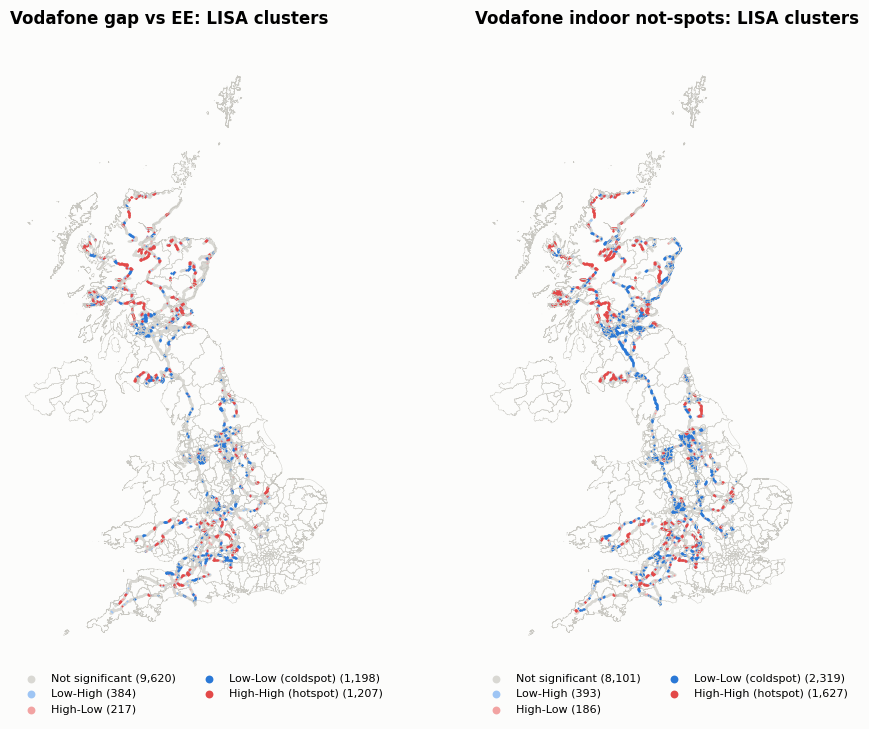 Vodafone gap vs EE: LISA clusters
Vodafone indoor not-spots: LISA clusters
Not significant (9,620)
Low-High (384)
High-Low (217)
Low-Low (coldspot) (1,198)
High-High (hotspot) (1,207)
Not significant (8,101)
Low-High (393)
High-Low (186)
Low-Low (coldspot) (2,319)
High-High (hotspot) (1,627)